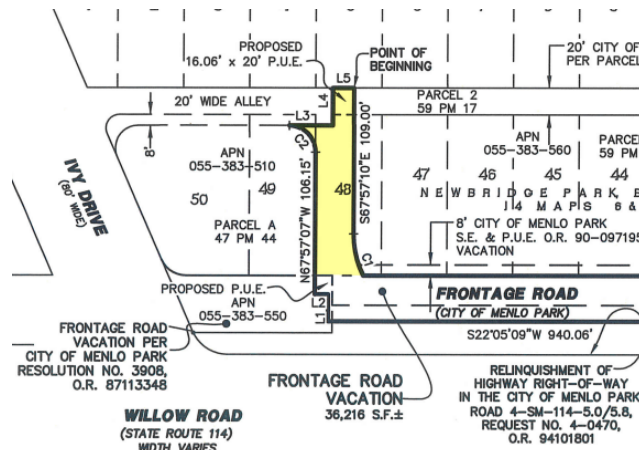 PROPOSED
16.06' x 20' P.U.E.
L5
POINT OF
BEGINNING
20' CITY OF
PER PARCEL
L4
20' WIDE ALLEY
L3
PARCEL 2
59 PM 17
8'
C2
IVY DRIVE
(80' WIDE)
APN
055-383-510
50
49
PARCEL A
47 PM 44
N67°57'07"W 106.15'
48
S67°57'10"E 109.00'
C1
APN
055-383-560
PARCEL
59 PM
47
46
45
44
NEWBRIDGE PARK,
14 MAPS 6 &
8' CITY OF MENLO PARK
S.E. & P.U.E. O.R. 90-097195
VACATION
PROPOSED P.U.E.
APN
055-383-550
L2
L1
FRONTAGE ROAD
(CITY OF MENLO PARK)
S22°05'09"W 940.06'
FRONTAGE ROAD
VACATION PER
CITY OF MENLO PARK
RESOLUTION NO. 3908,
O.R. 87113348
FRONTAGE ROAD
VACATION
36,216 S.F.±
RELINQUISHMENT OF
HIGHWAY RIGHT-OF-WAY
IN THE CITY OF MENLO PARK
ROAD 4-SM-114-5.0/5.8,
REQUEST NO. 4-0470,
O.R. 94101801
WILLOW ROAD
(STATE ROUTE 114)
WIDTH VARIES